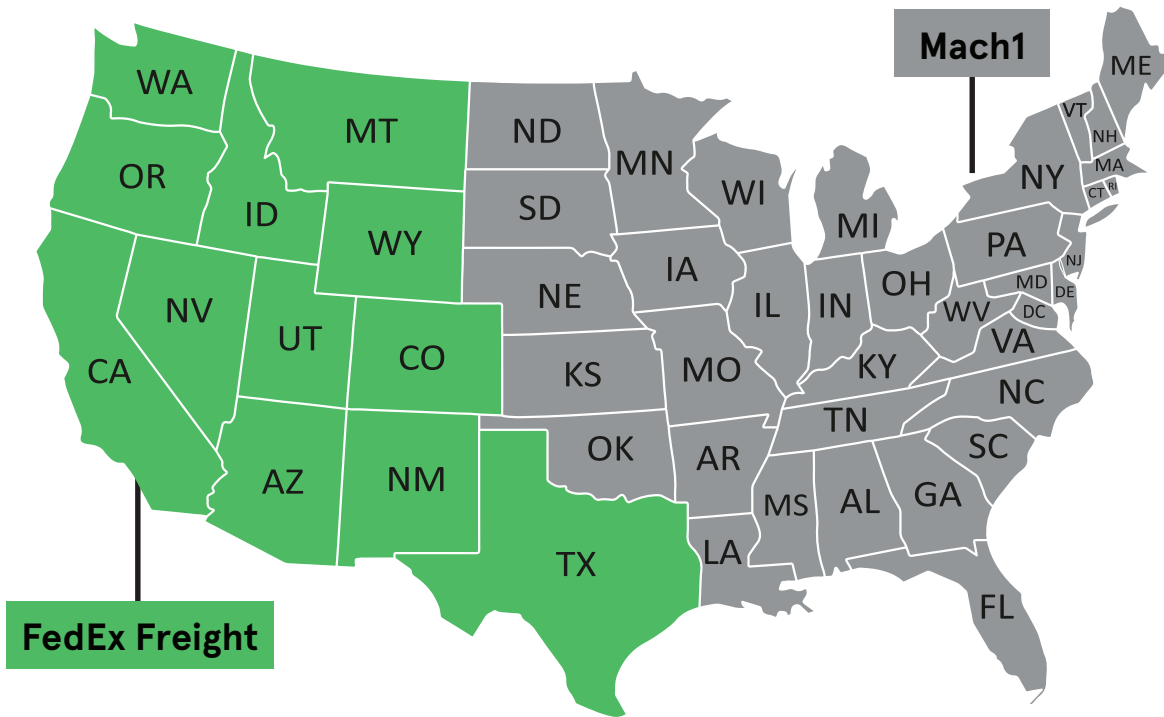 Mach1
WA
MT
ND
MN
ME
VT
NH
OR
ID
WY
SD
WI
MI
NY
MA
CT
RI
NV
UT
CO
NE
IA
IL
IN
OH
PA
NJ
MD
DE
WV
DC
VA
CA
KS
MO
KY
NC
TN
AZ
NM
OK
AR
SC
MS
AL
GA
TX
LA
FL
FedEx Freight